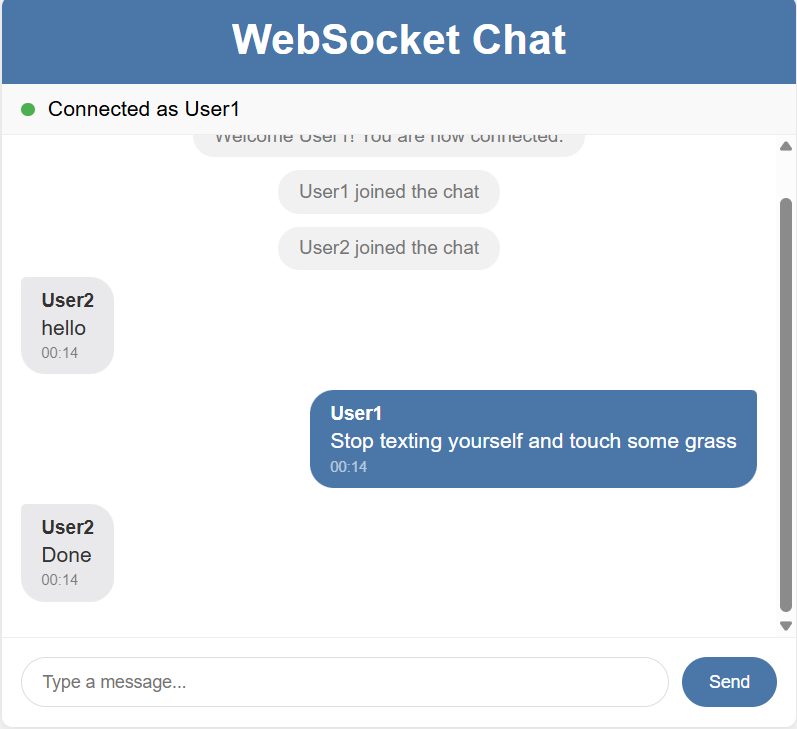 WebSocket Chat
Connected as User1
Welcome User1! You are now connected.
User1 joined the chat
User2 joined the chat
User2
hello
00:14
User1
Stop texting yourself and touch some grass
00:14
User2
Done
00:14
Type a message...
Send